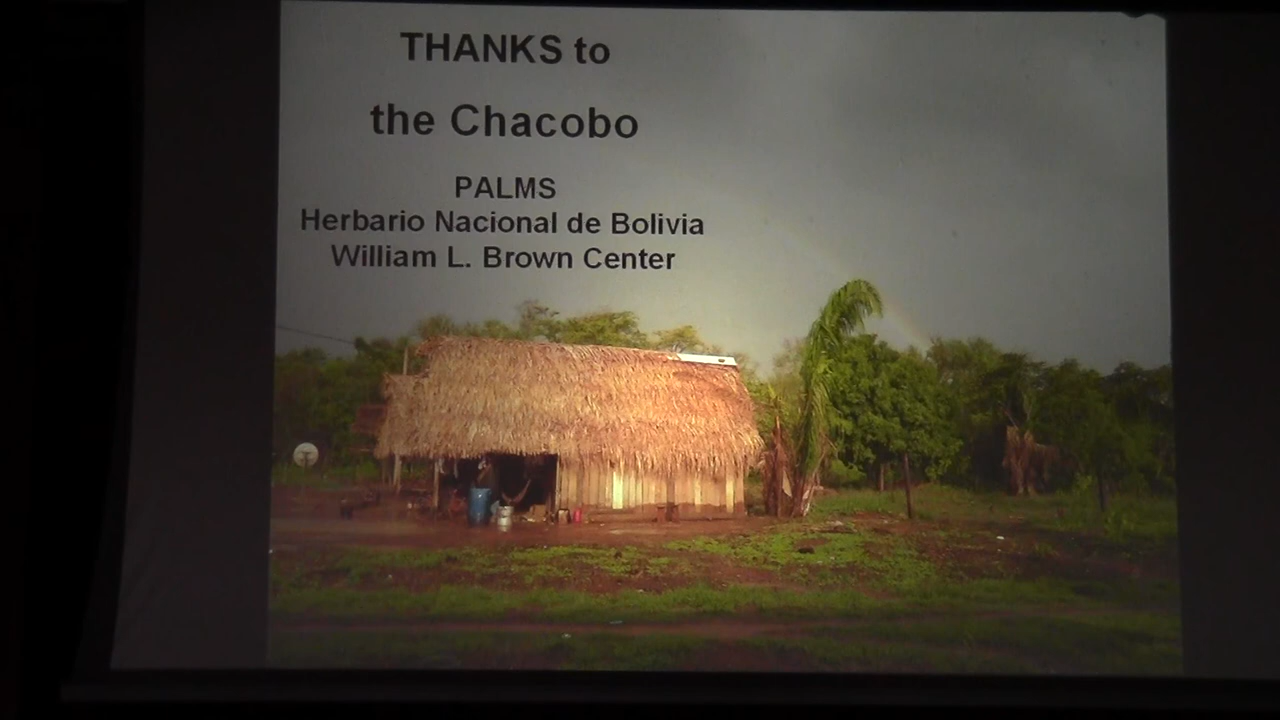 THANKS to
the Chacobo
PALMS
Herbario Nacional de Bolivia
William L. Brown Center